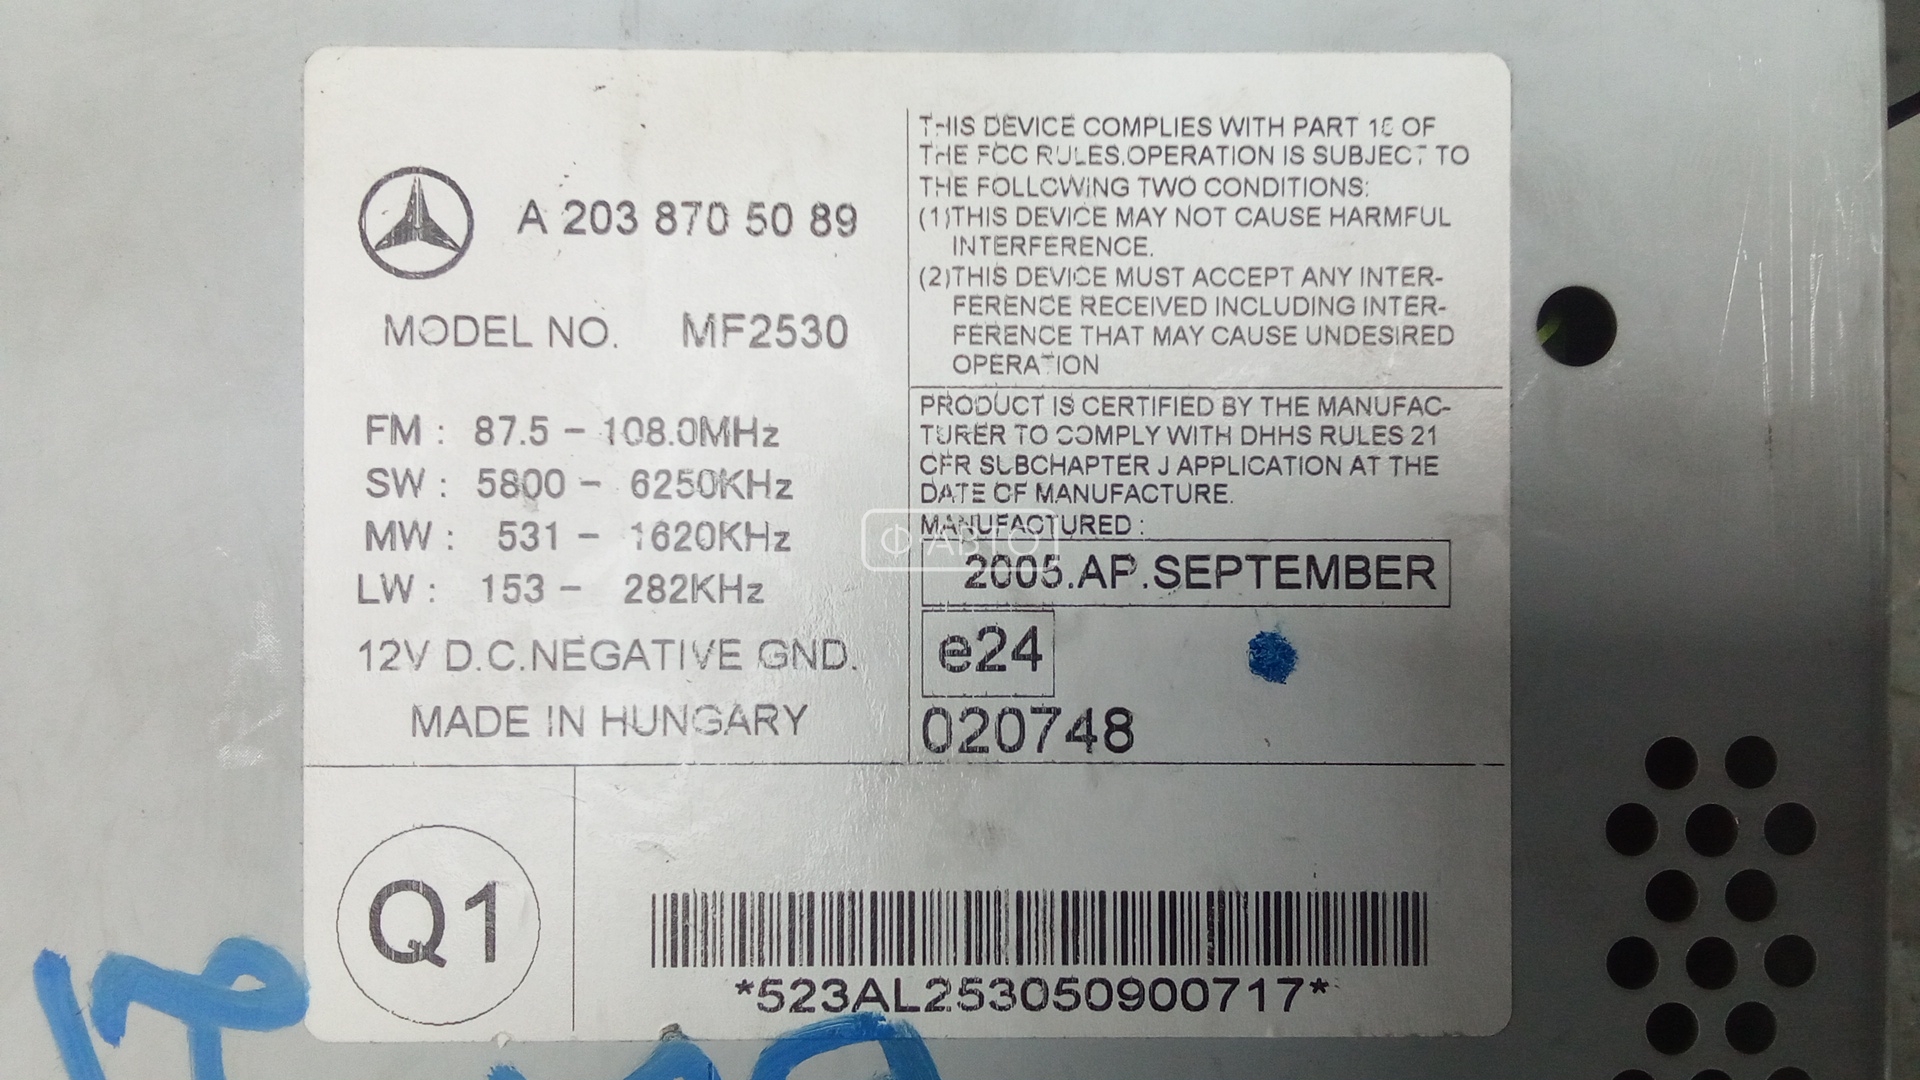 A 203 870 50 89
MODEL NO. MF2530
FM : 87.5 - 108.0MHz
SW : 5800 - 6250KHz
MW : 531 - 1620KHz
LW : 153 - 282KHz
12V D.C.NEGATIVE GND.
MADE IN HUNGARY
THIS DEVICE COMPLIES WITH PART 15 OF
THE FCC RULES.OPERATION IS SUBJECT TO
THE FOLLOWING TWO CONDITIONS:
(1)THIS DEVICE MAY NOT CAUSE HARMFUL
INTERFERENCE.
(2)THIS DEVICE MUST ACCEPT ANY INTER-
FERENCE RECEIVED INCLUDING INTER-
FERENCE THAT MAY CAUSE UNDESIRED
OPERATION
PRODUCT IS CERTIFIED BY THE MANUFAC-
TURER TO COMPLY WITH DHHS RULES 21
CFR SUBCHAPTER J APPLICATION AT THE
DATE OF MANUFACTURE.
MANUFACTURED :
Ф-АВТО
2005.AP.SEPTEMBER
e24
020748
Q1
*523AL253050900717*